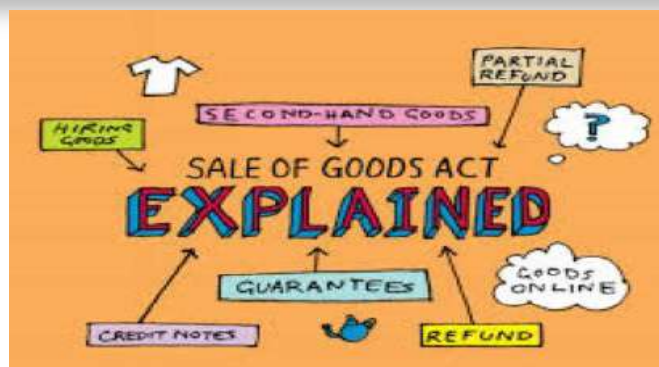 PARTIAL
REFUND
SECOND-HAND GOODS
?
HIRING
GOODS
SALE OF GOODS ACT
EXPLAINED
GUARANTEES
GOODS
ONLINE
CREDIT NOTES
REFUND